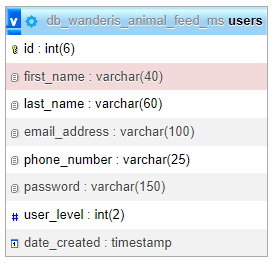 v db_wanderis_animal_feed_ms users
id : int(6)
first_name : varchar(40)
last_name : varchar(60)
email_address : varchar(100)
phone_number : varchar(25)
password : varchar(150)
# user_level : int(2)
date_created : timestamp